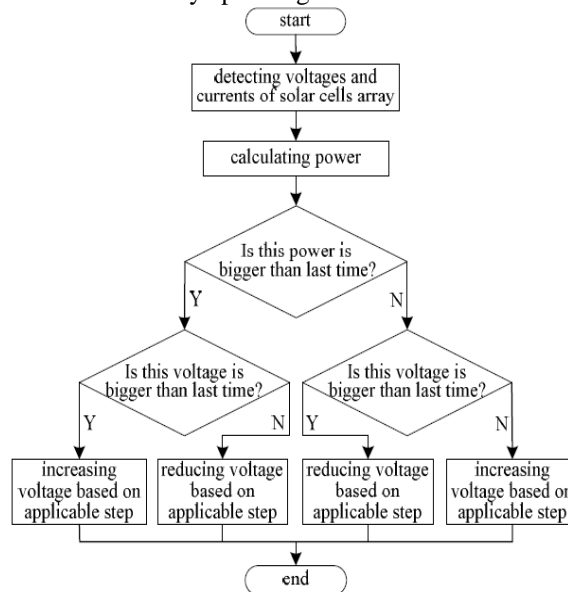 start
detecting voltages and
currents of solar cells array
calculating power
Is this power is
bigger than last time?
Y
N
Is this voltage is
bigger than last time?
Is this voltage is
bigger than last time?
Y
N
Y
N
increasing
voltage based on
applicable step
reducing voltage
based on
applicable step
reducing voltage
based on
applicable step
increasing
voltage based on
applicable step
end